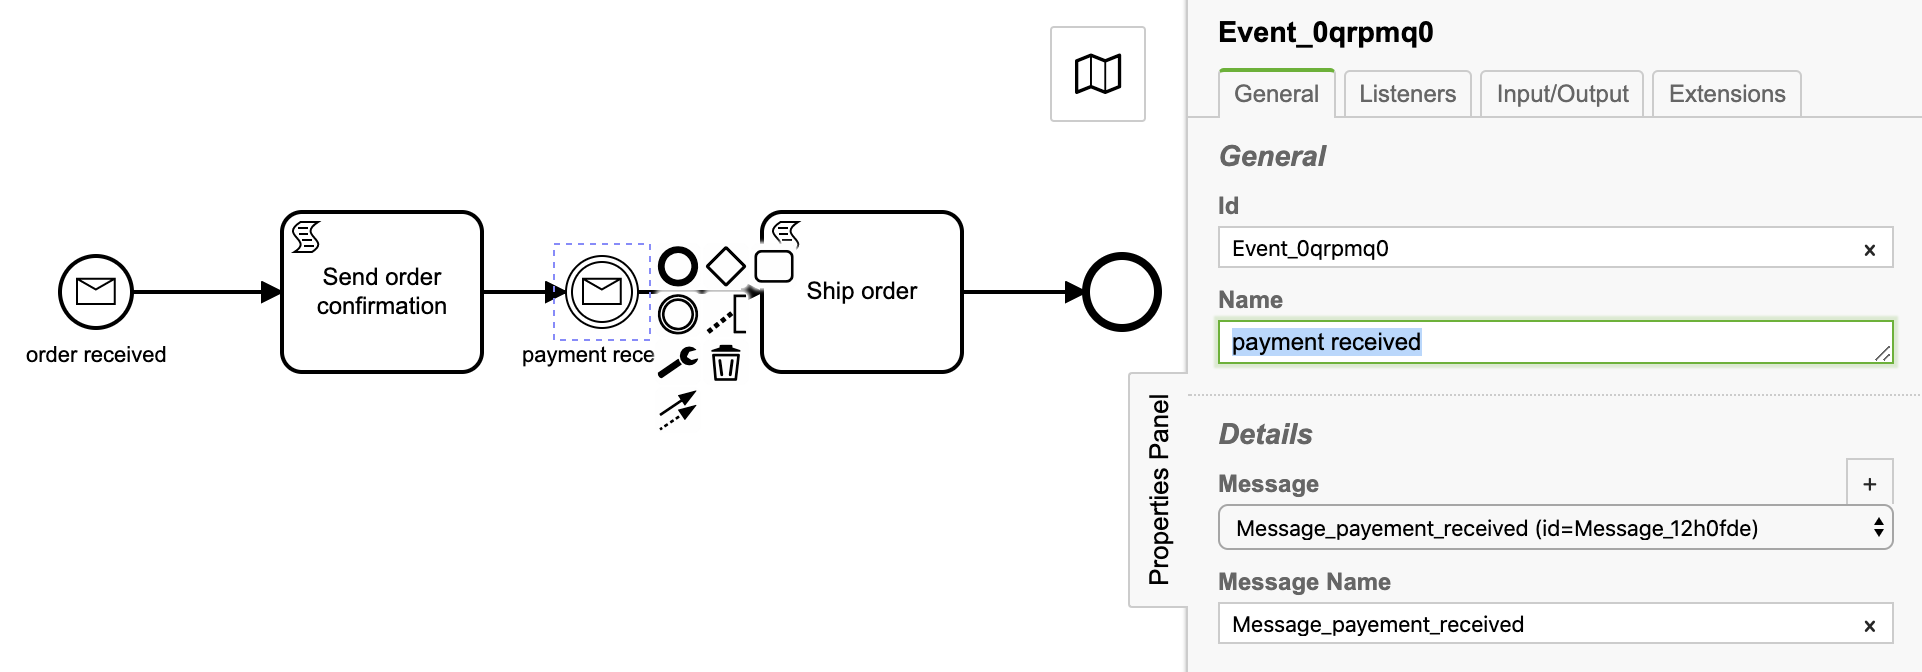 order received
Send order
confirmation
payment rece
Ship order
Properties Panel
Event_0qrpmq0
General
Listeners
Input/Output
Extensions
General
Id
Event_0qrpmq0
x
Name
payment received
Details
Message
+
Message_payement_received (id=Message_12h0fde)
Message Name
Message_payement_received
x